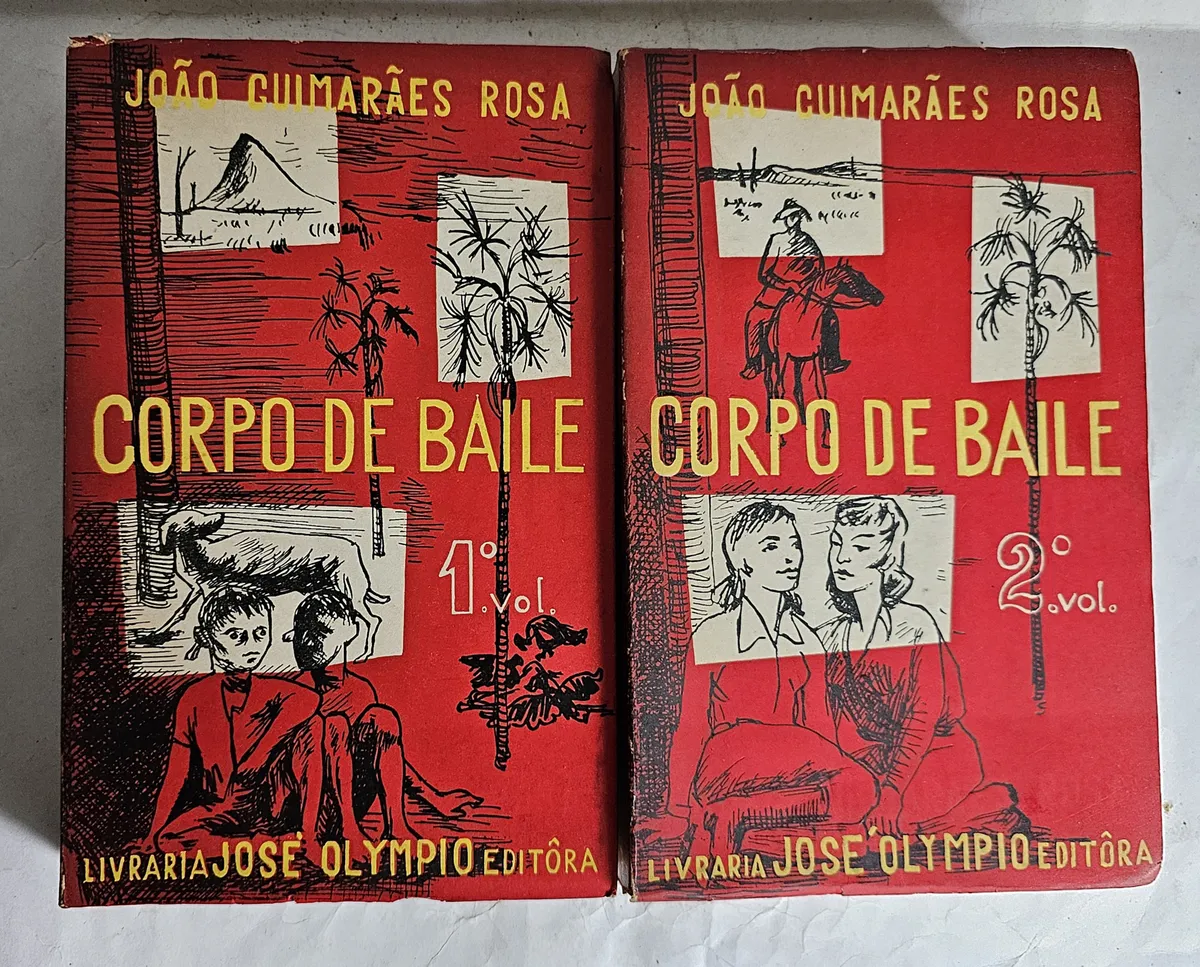 JOÃO GUIMARÃES ROSA
CORPO DE BAILE
1º.vol.
LIVRARIA JOSÉ OLYMPIO EDITÔRA
JOÃO GUIMARÃES ROSA
CORPO DE BAILE
2º.vol.
LIVRARIA JOSÉ OLYMPIO EDITÔRA